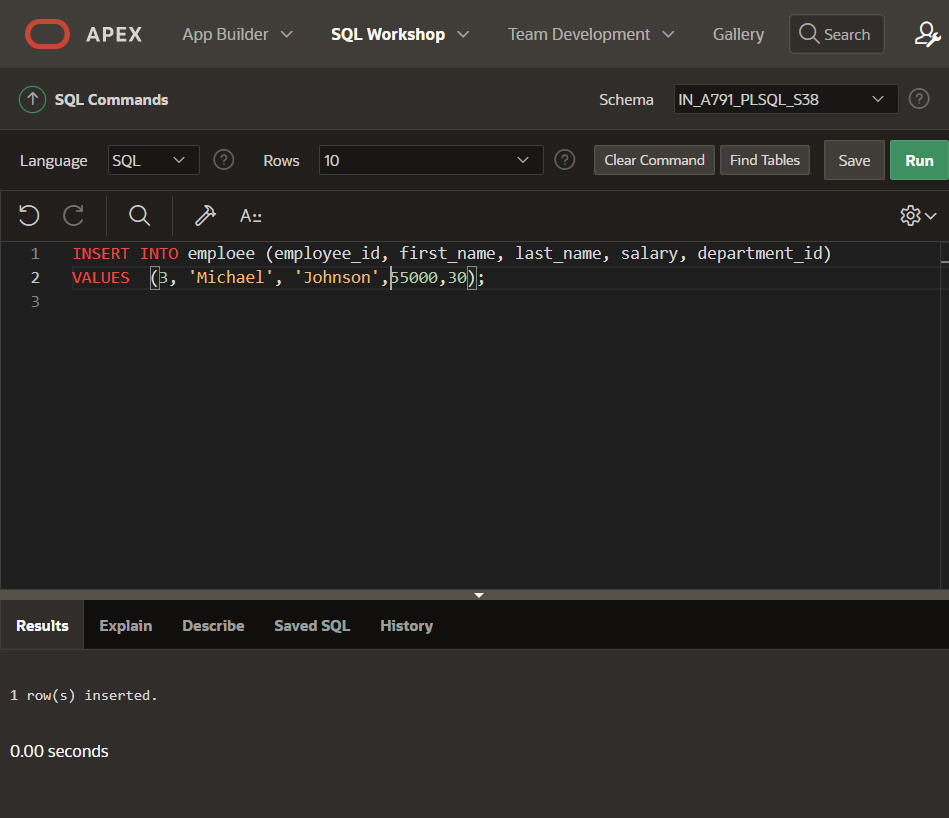 APEX App Builder SQL Workshop Team Development Gallery Search
SQL Commands Schema IN_A791_PLSQL_S38 ?
Language SQL ? Rows 10 ? Clear Command Find Tables Save Run
A::
1 INSERT INTO emploee (employee_id, first_name, last_name, salary, department_id)
2 VALUES  (3, 'Michael', 'Johnson',55000,30);
3
Results Explain Describe Saved SQL History
1 row(s) inserted.
0.00 seconds